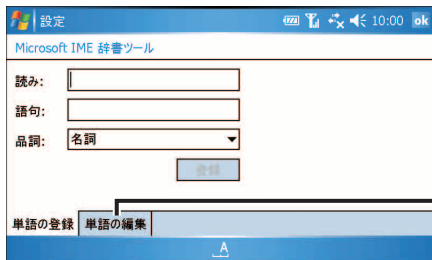 設定 10:00 ok
Microsoft IME 辞書ツール
読み:
語句:
品詞: 名詞
登録
単語の登録 単語の編集
A